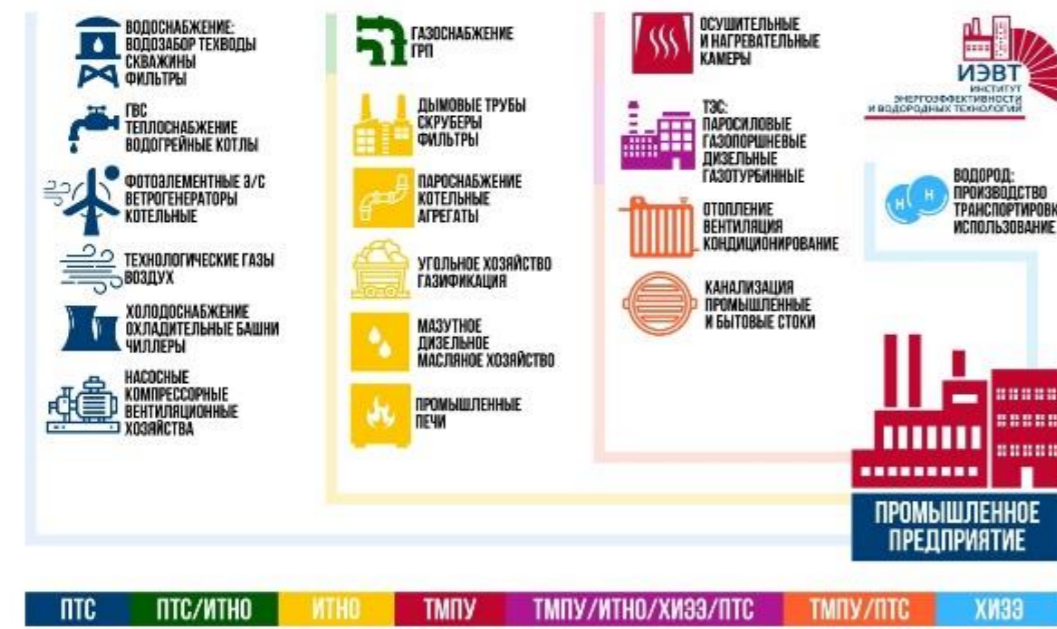 ВОДОСНАБЖЕНИЕ:
ВОДОЗАБОР ТЕХВОДЫ
СКВАЖИНЫ
ФИЛЬТРЫ
ГВС
ТЕПЛОСНАБЖЕНИЕ
ВОДОГРЕЙНЫЕ КОТЛЫ
ФОТОЭЛЕМЕНТНЫЕ Э/С
ВЕТРОГЕНЕРАТОРЫ
КОТЕЛЬНЫЕ
ТЕХНОЛОГИЧЕСКИЕ ГАЗЫ
ВОЗДУХ
ХОЛОДОСНАБЖЕНИЕ
ОХЛАДИТЕЛЬНЫЕ БАШНИ
ЧИЛЛЕРЫ
НАСОСНЫЕ
КОМПРЕССОРНЫЕ
ВЕНТИЛЯЦИОННЫЕ
ХОЗЯЙСТВА
ГАЗОСНАБЖЕНИЕ
ГРП
ДЫМОВЫЕ ТРУБЫ
СКРУБЕРЫ
ФИЛЬТРЫ
ПАРОСНАБЖЕНИЕ
КОТЕЛЬНЫЕ
АГРЕГАТЫ
УГОЛЬНОЕ ХОЗЯЙСТВО
ГАЗИФИКАЦИЯ
МАЗУТНОЕ
ДИЗЕЛЬНОЕ
МАСЛЯНОЕ ХОЗЯЙСТВО
ПРОМЫШЛЕННЫЕ
ПЕЧИ
ОСУШИТЕЛЬНЫЕ
И НАГРЕВАТЕЛЬНЫЕ
КАМЕРЫ
ТЭС:
ПАРОСИЛОВЫЕ
ГАЗОПОРШНЕВЫЕ
ДИЗЕЛЬНЫЕ
ГАЗОТУРБИННЫЕ
ОТОПЛЕНИЕ
ВЕНТИЛЯЦИЯ
КОНДИЦИОНИРОВАНИЕ
КАНАЛИЗАЦИЯ
ПРОМЫШЛЕННЫЕ
И БЫТОВЫЕ СТОКИ
ИЭВТ
ИНСТИТУТ
ЭНЕРГОЭФФЕКТИВНОСТИ
И ВОДОРОДНЫХ ТЕХНОЛОГИЙ
H H
ВОДОРОД:
ПРОИЗВОДСТВО
ТРАНСПОРТИРОВК
ИСПОЛЬЗОВАНИЕ
ПРОМЫШЛЕННОЕ
ПРЕДПРИЯТИЕ
ПТС ПТС/ИТНО ИТНО ТМПУ ТМПУ/ИТНО/ХИЭЭ/ПТС ТМПУ/ПТС ХИЭЭ